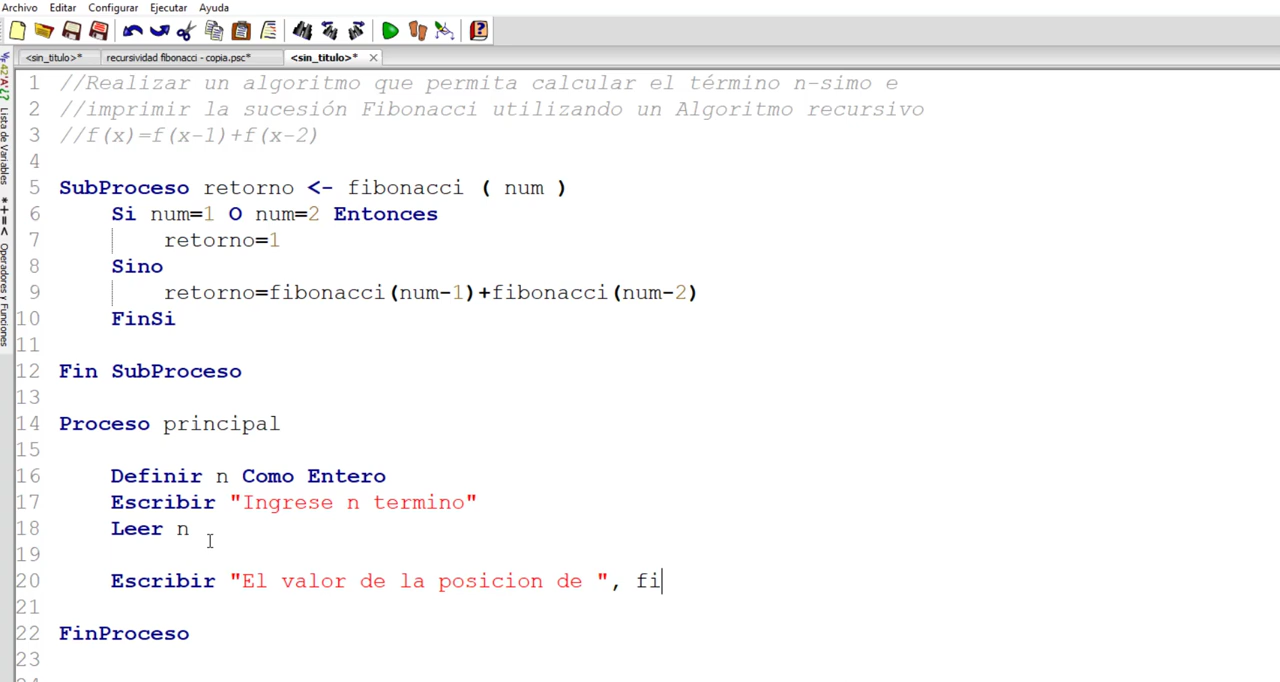 Archivo Editar Configurar Ejecutar Ayuda
<sin_titulo>* recursividad fibonacci - copia.psc* <sin_titulo>*
Lista de Variables
*+=< Operadores y Funciones
1 //Realizar un algoritmo que permita calcular el término n-simo e
2 //imprimir la sucesión Fibonacci utilizando un Algoritmo recursivo
3 //f(x)=f(x-1)+f(x-2)
4
5 SubProceso retorno <- fibonacci ( num )
6 Si num=1 O num=2 Entonces
7 retorno=1
8 Sino
9 retorno=fibonacci(num-1)+fibonacci(num-2)
10 FinSi
11
12 Fin SubProceso
13
14 Proceso principal
15
16 Definir n Como Entero
17 Escribir "Ingrese n termino"
18 Leer n
19
20 Escribir "El valor de la posicion de ", fi
21
22 FinProceso
23